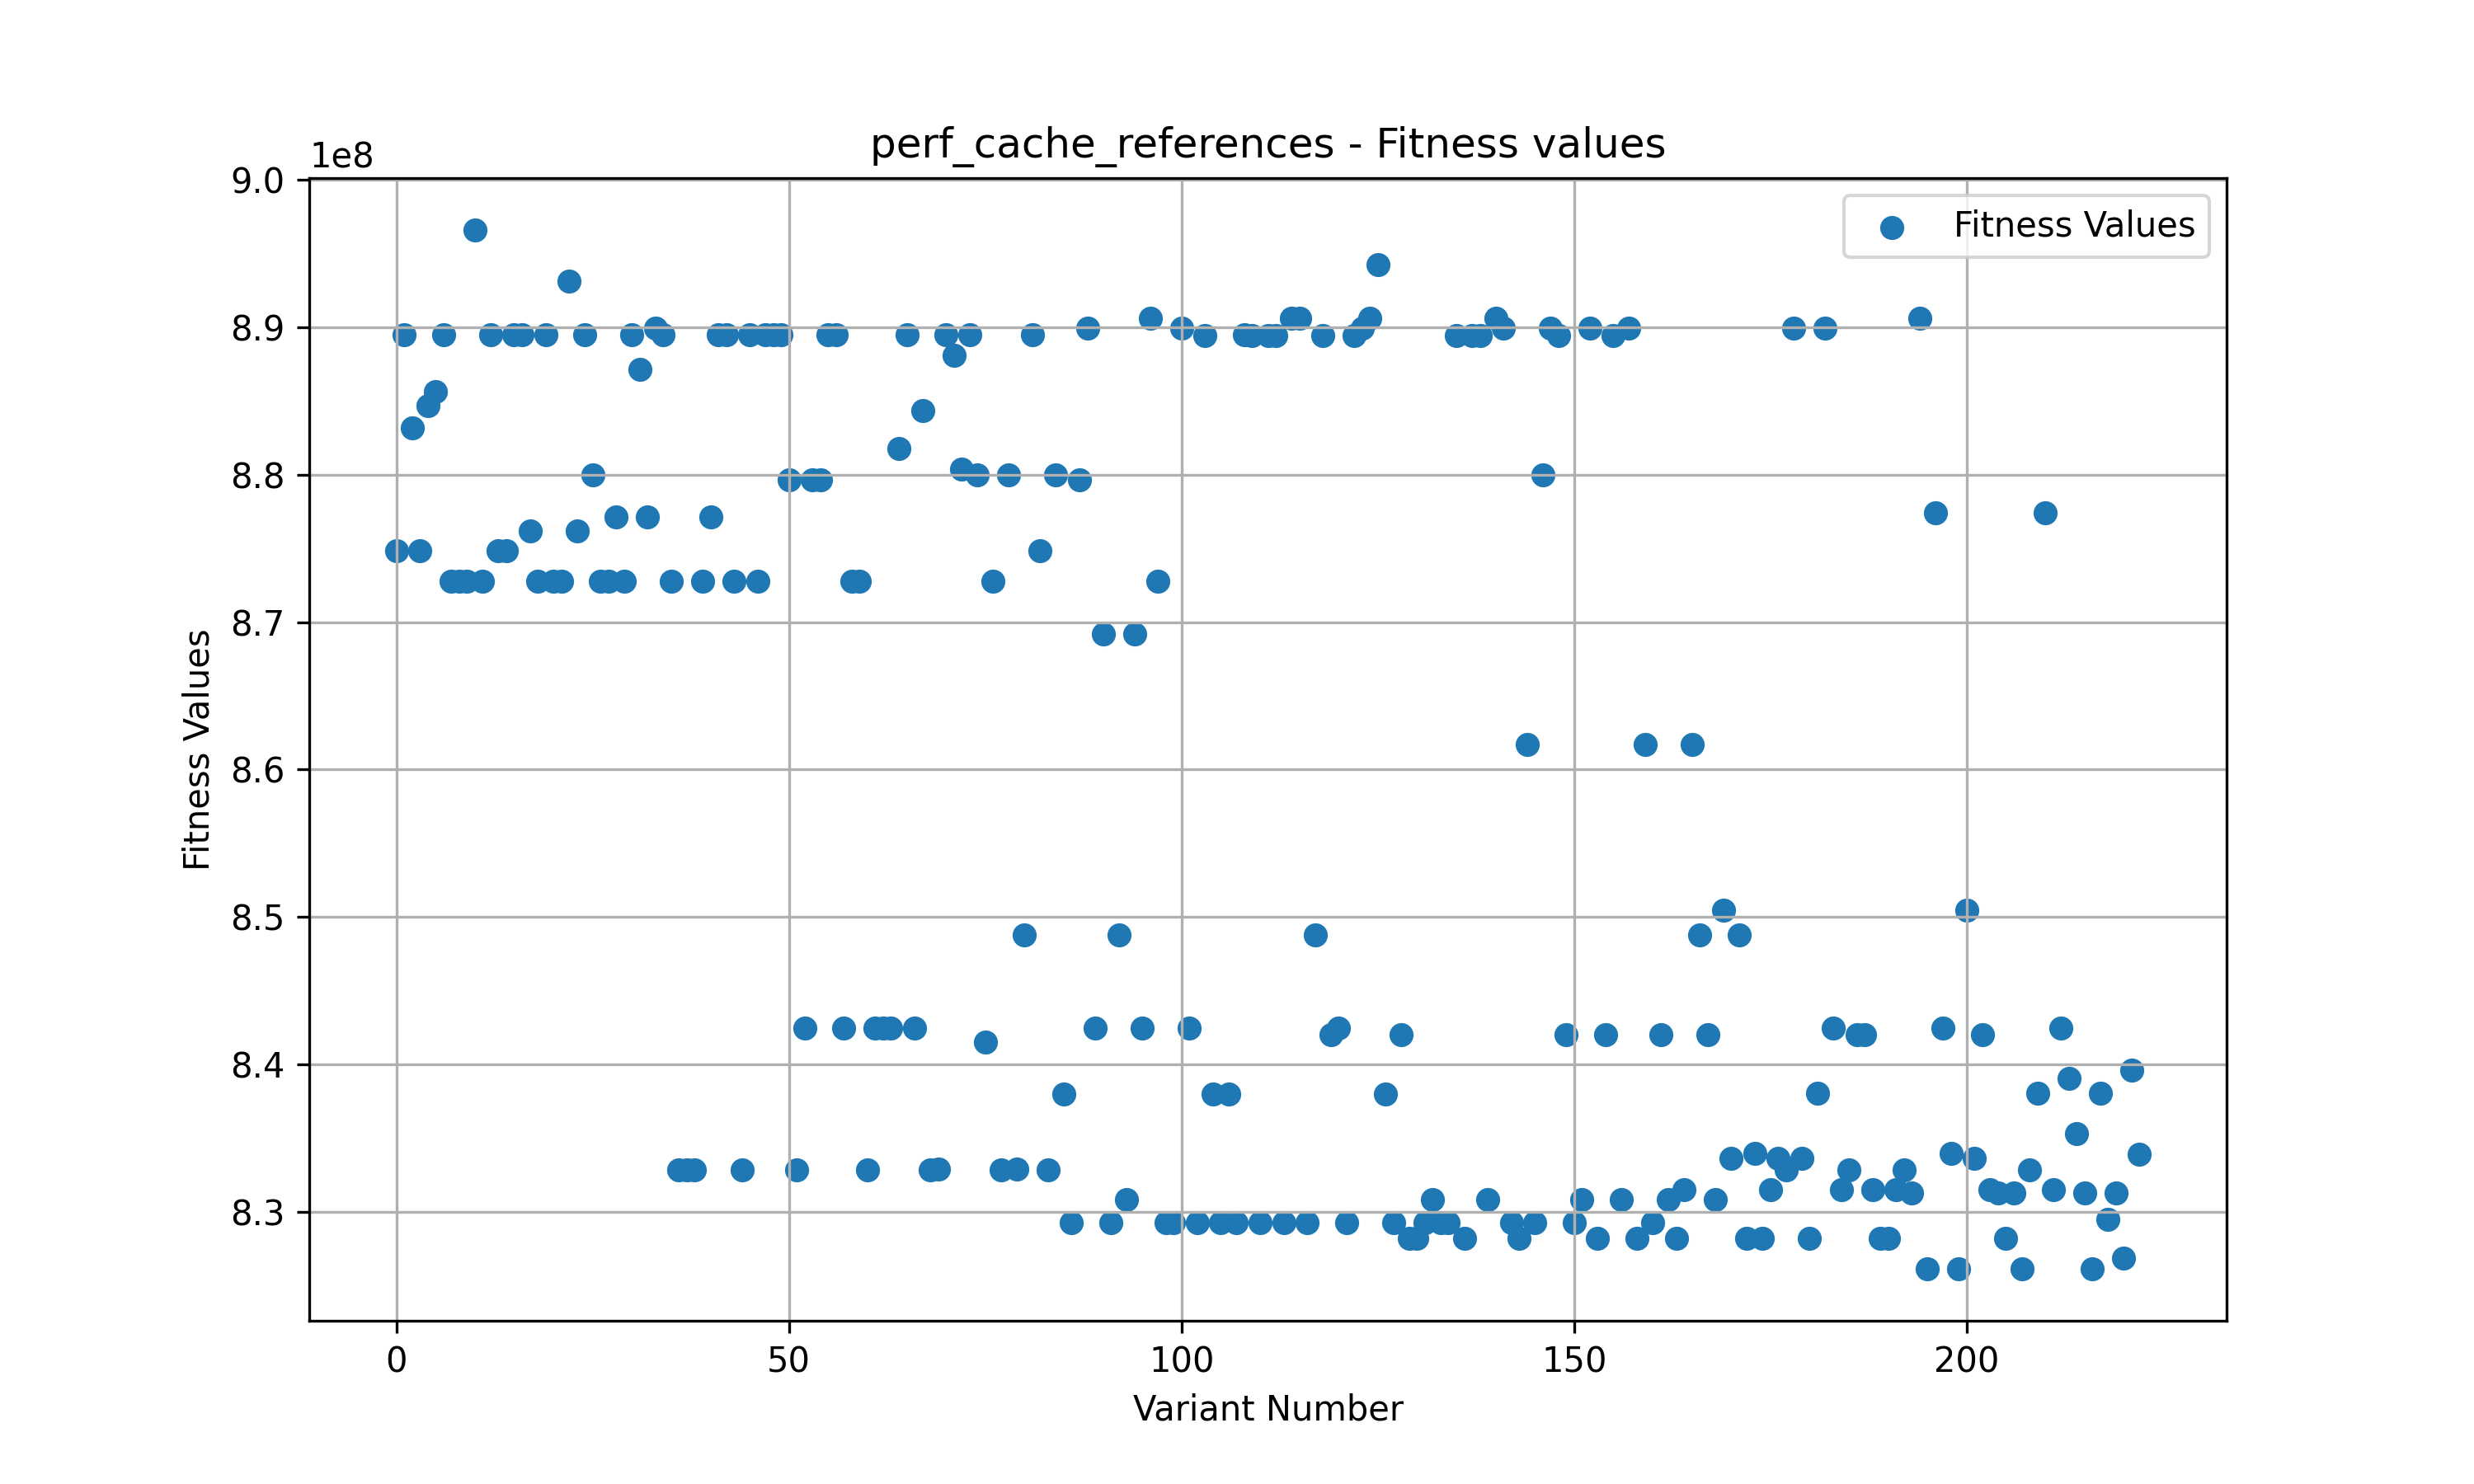 perf_cache_references - Fitness values
1e8
9.0
8.9
8.8
8.7
8.6
8.5
8.4
8.3
Fitness Values
Fitness Values
0 50 100 150 200
Variant Number